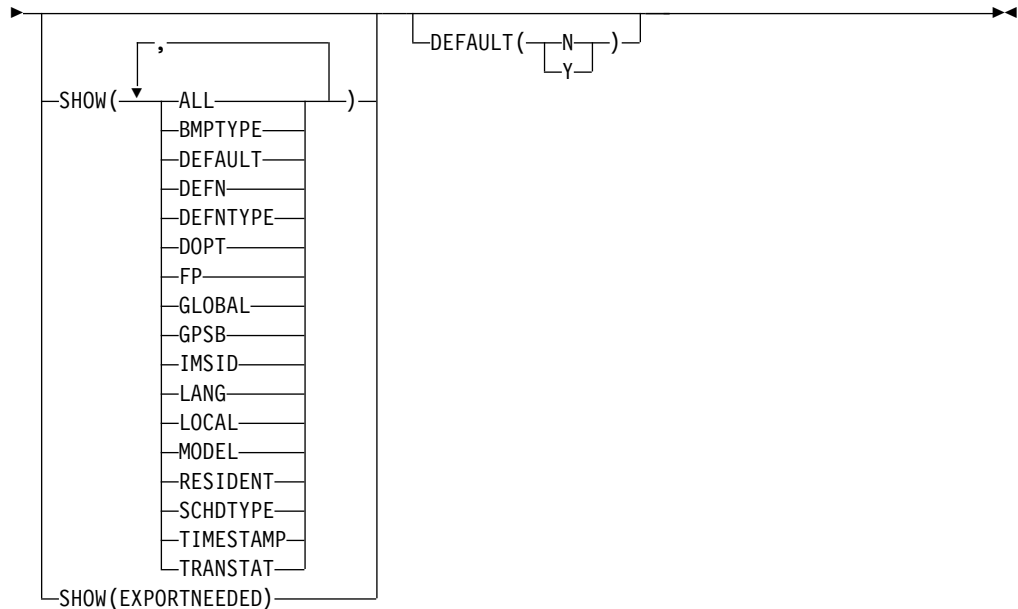 ,
DEFAULT( N )
Y
SHOW( ALL )
BMPTYPE
DEFAULT
DEFN
DEFNTYPE
DOPT
FP
GLOBAL
GPSB
IMSID
LANG
LOCAL
MODEL
RESIDENT
SCHDTYPE
TIMESTAMP
TRANSTAT
SHOW(EXPORTNEEDED)